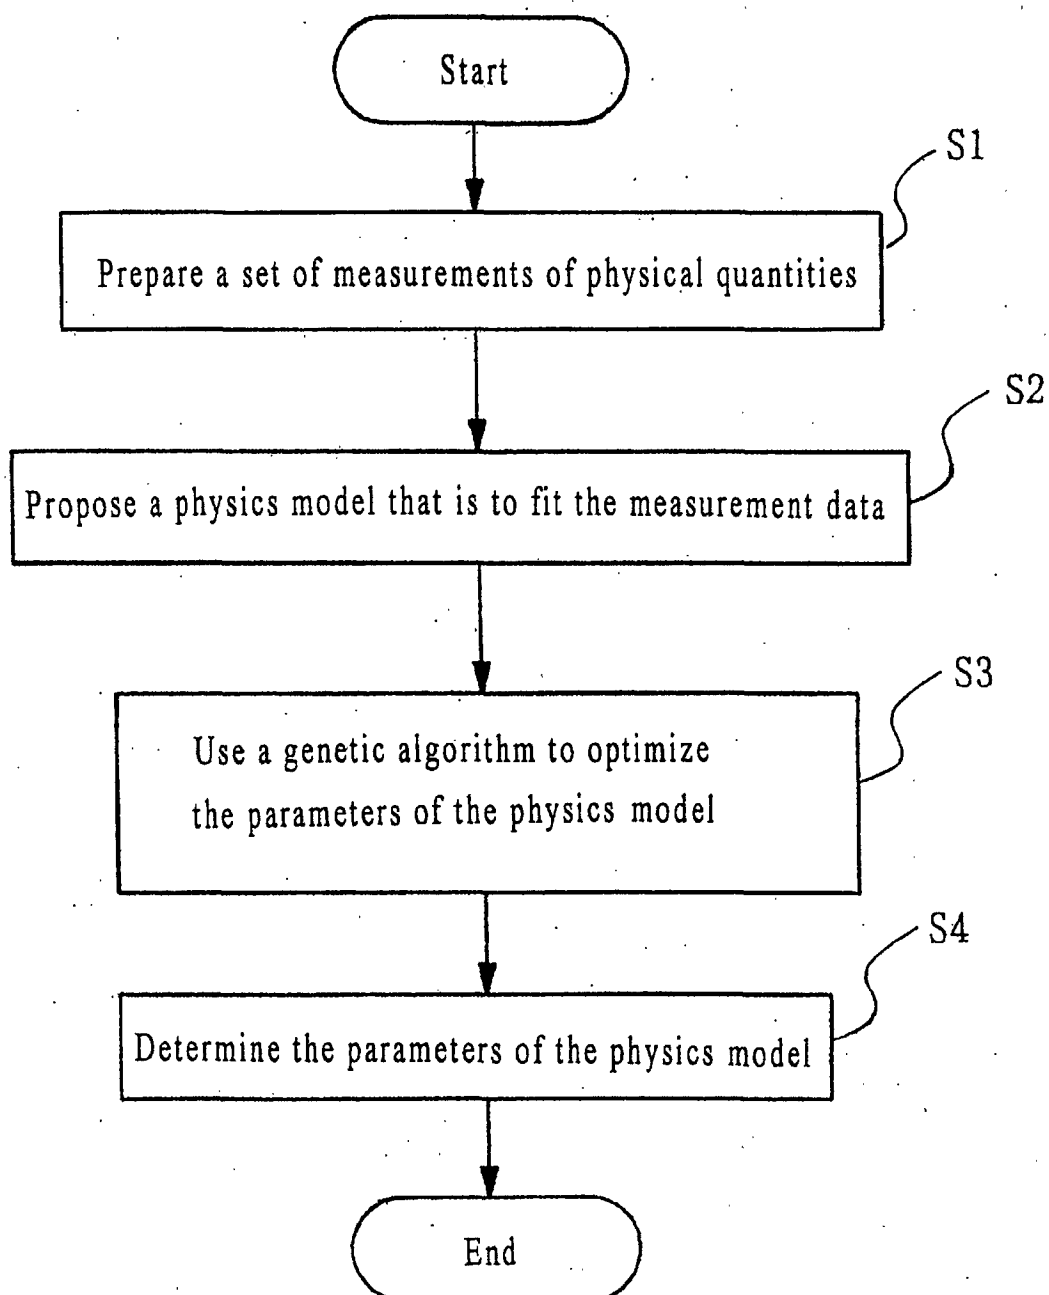 Start
S1
Prepare a set of measurements of physical quantities
S2
Propose a physics model that is to fit the measurement data
S3
Use a genetic algorithm to optimize
the parameters of the physics model
S4
Determine the parameters of the physics model
End